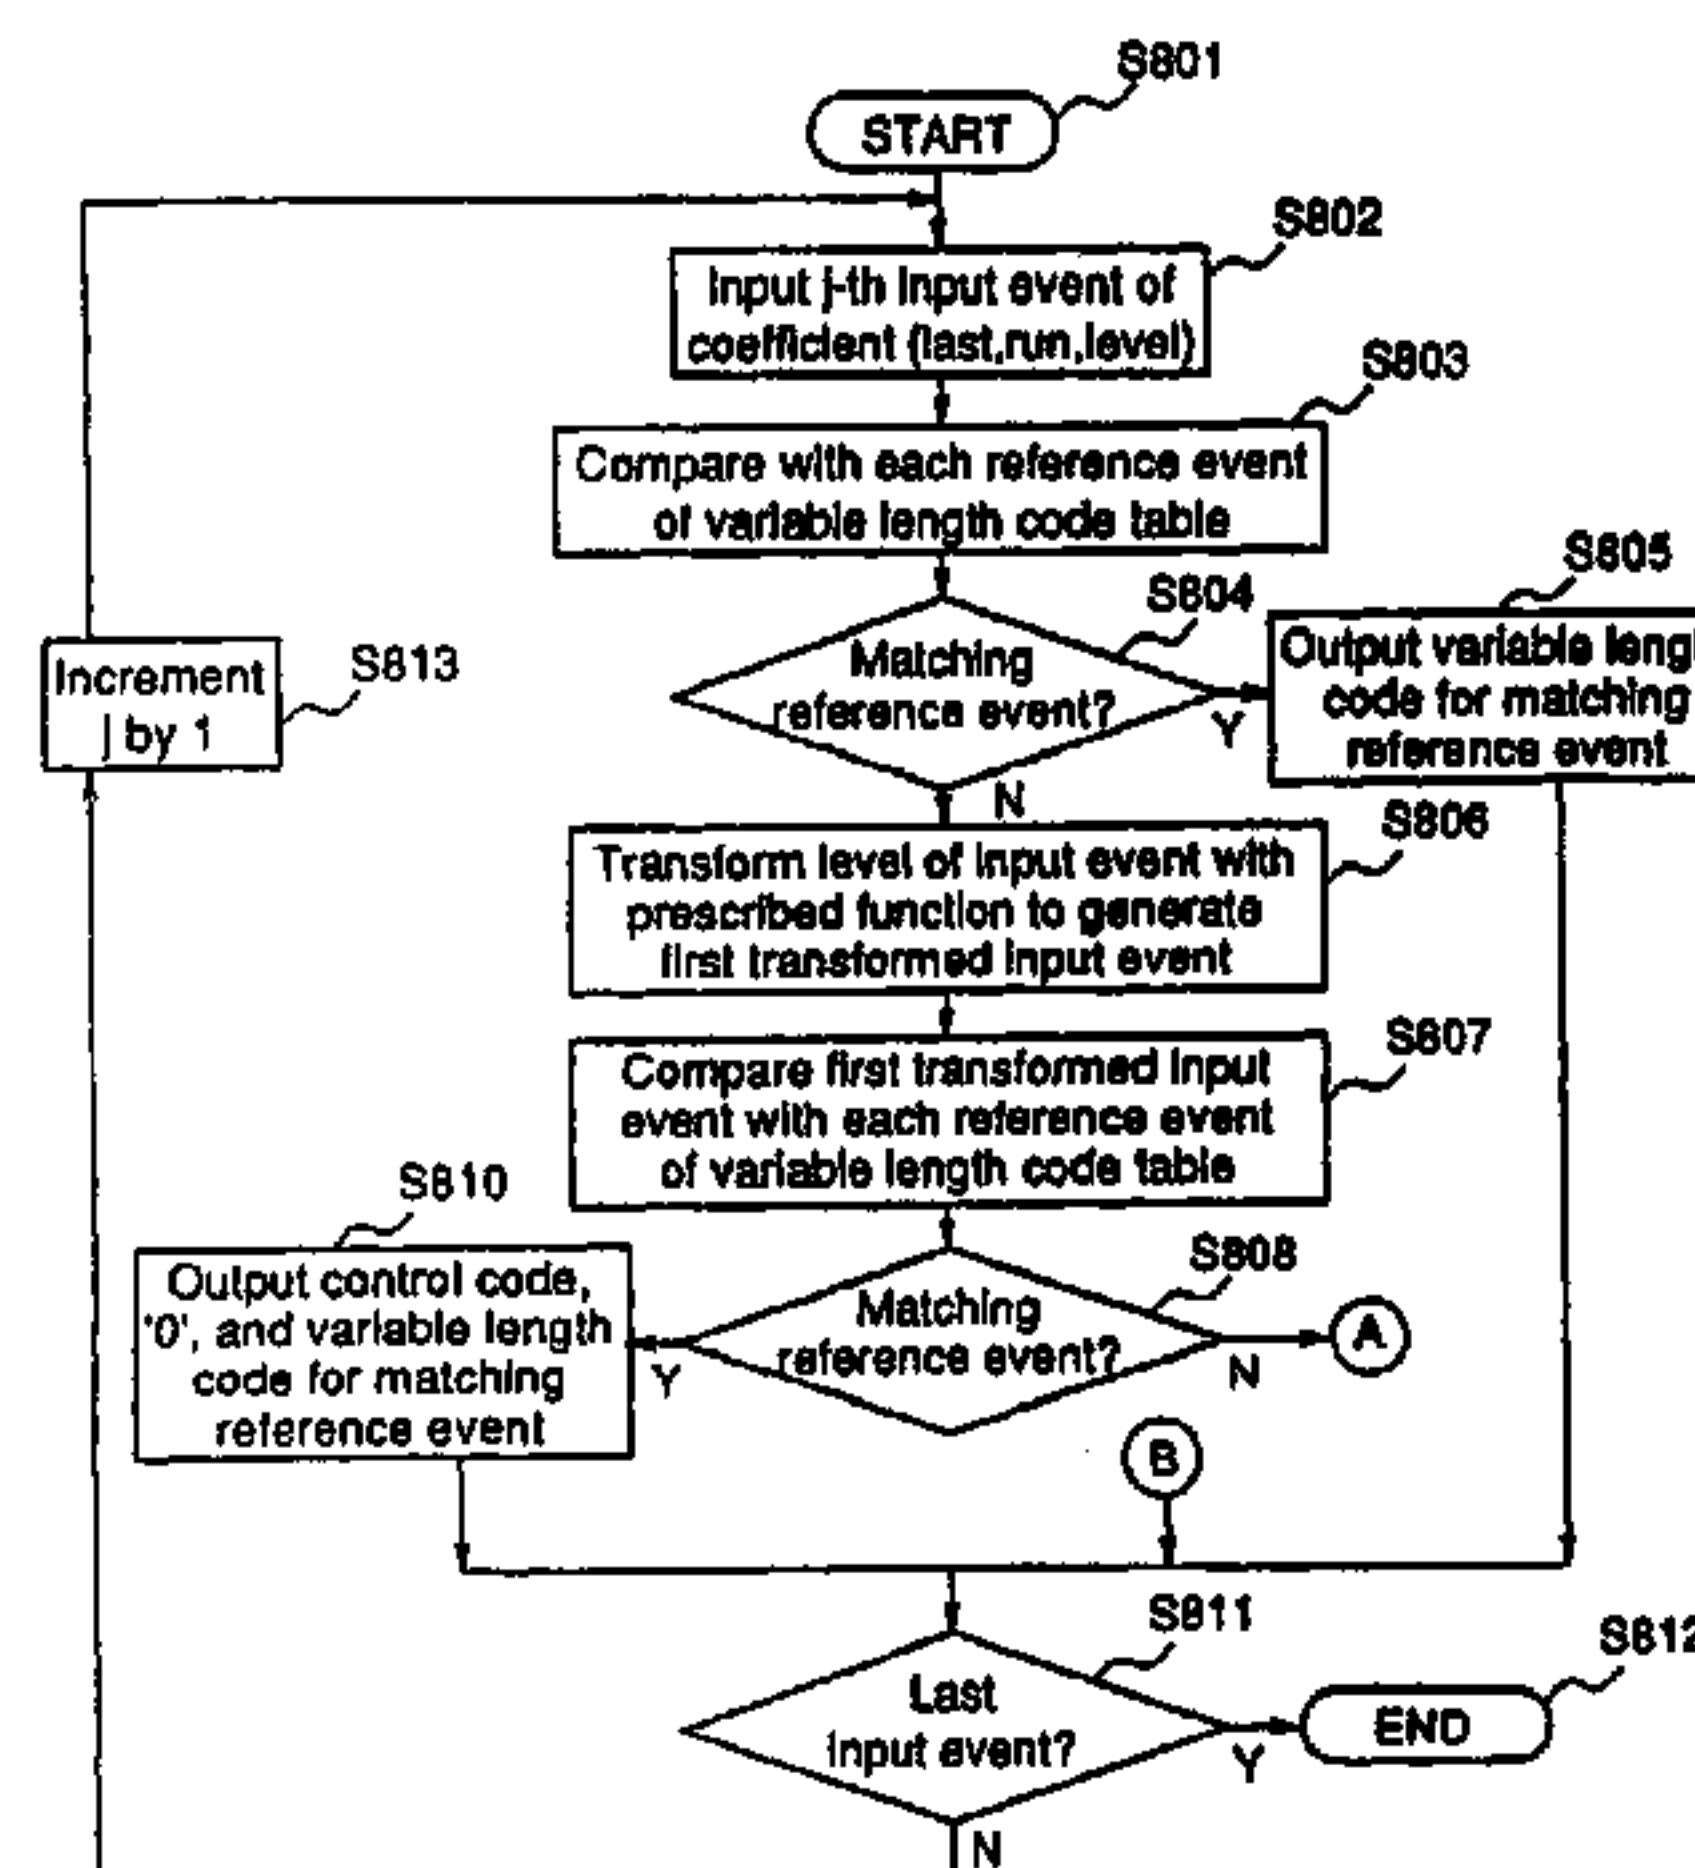 S801
START
S802
Input j-th input event of
coefficient (last,run,level)
S803
Compare with each reference event
of variable length code table
S804
Matching
reference event?
Y
N
S805
Output variable
code for matching
reference event
Increment
j by 1
S813
S806
Transform level of input event with
prescribed function to generate
first transformed input event
S807
Compare first transformed input
event with each reference event
of variable length code table
S808
Matching
reference event?
Y
N
A
S810
Output control code,
'0', and variable length
code for matching
reference event
B
S811
Last
input event?
Y
N
S812
END